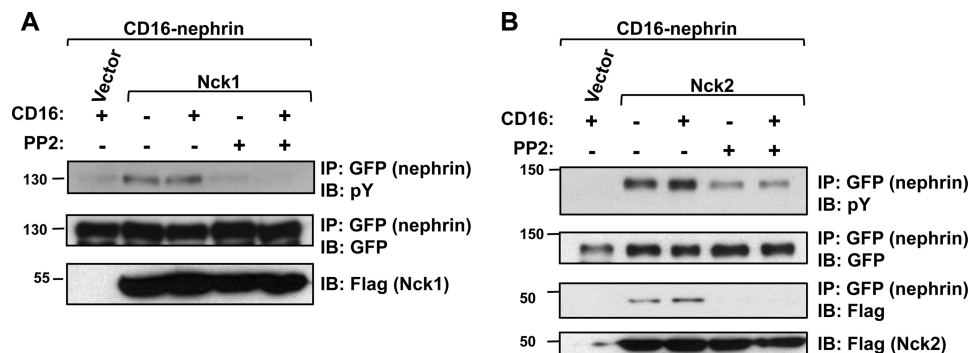 A
CD16-nephrin
Vector
Nck1
CD16: + - + - +
PP2: - - - + +
130
IP: GFP (nephrin)
IB: pY
130
IP: GFP (nephrin)
IB: GFP
55
IB: Flag (Nck1)
B
CD16-nephrin
Vector
Nck2
CD16: + - + - +
PP2: - - - + +
150
IP: GFP (nephrin)
IB: pY
150
IP: GFP (nephrin)
IB: GFP
50
IP: GFP (nephrin)
IB: Flag
50
IB: Flag (Nck2)